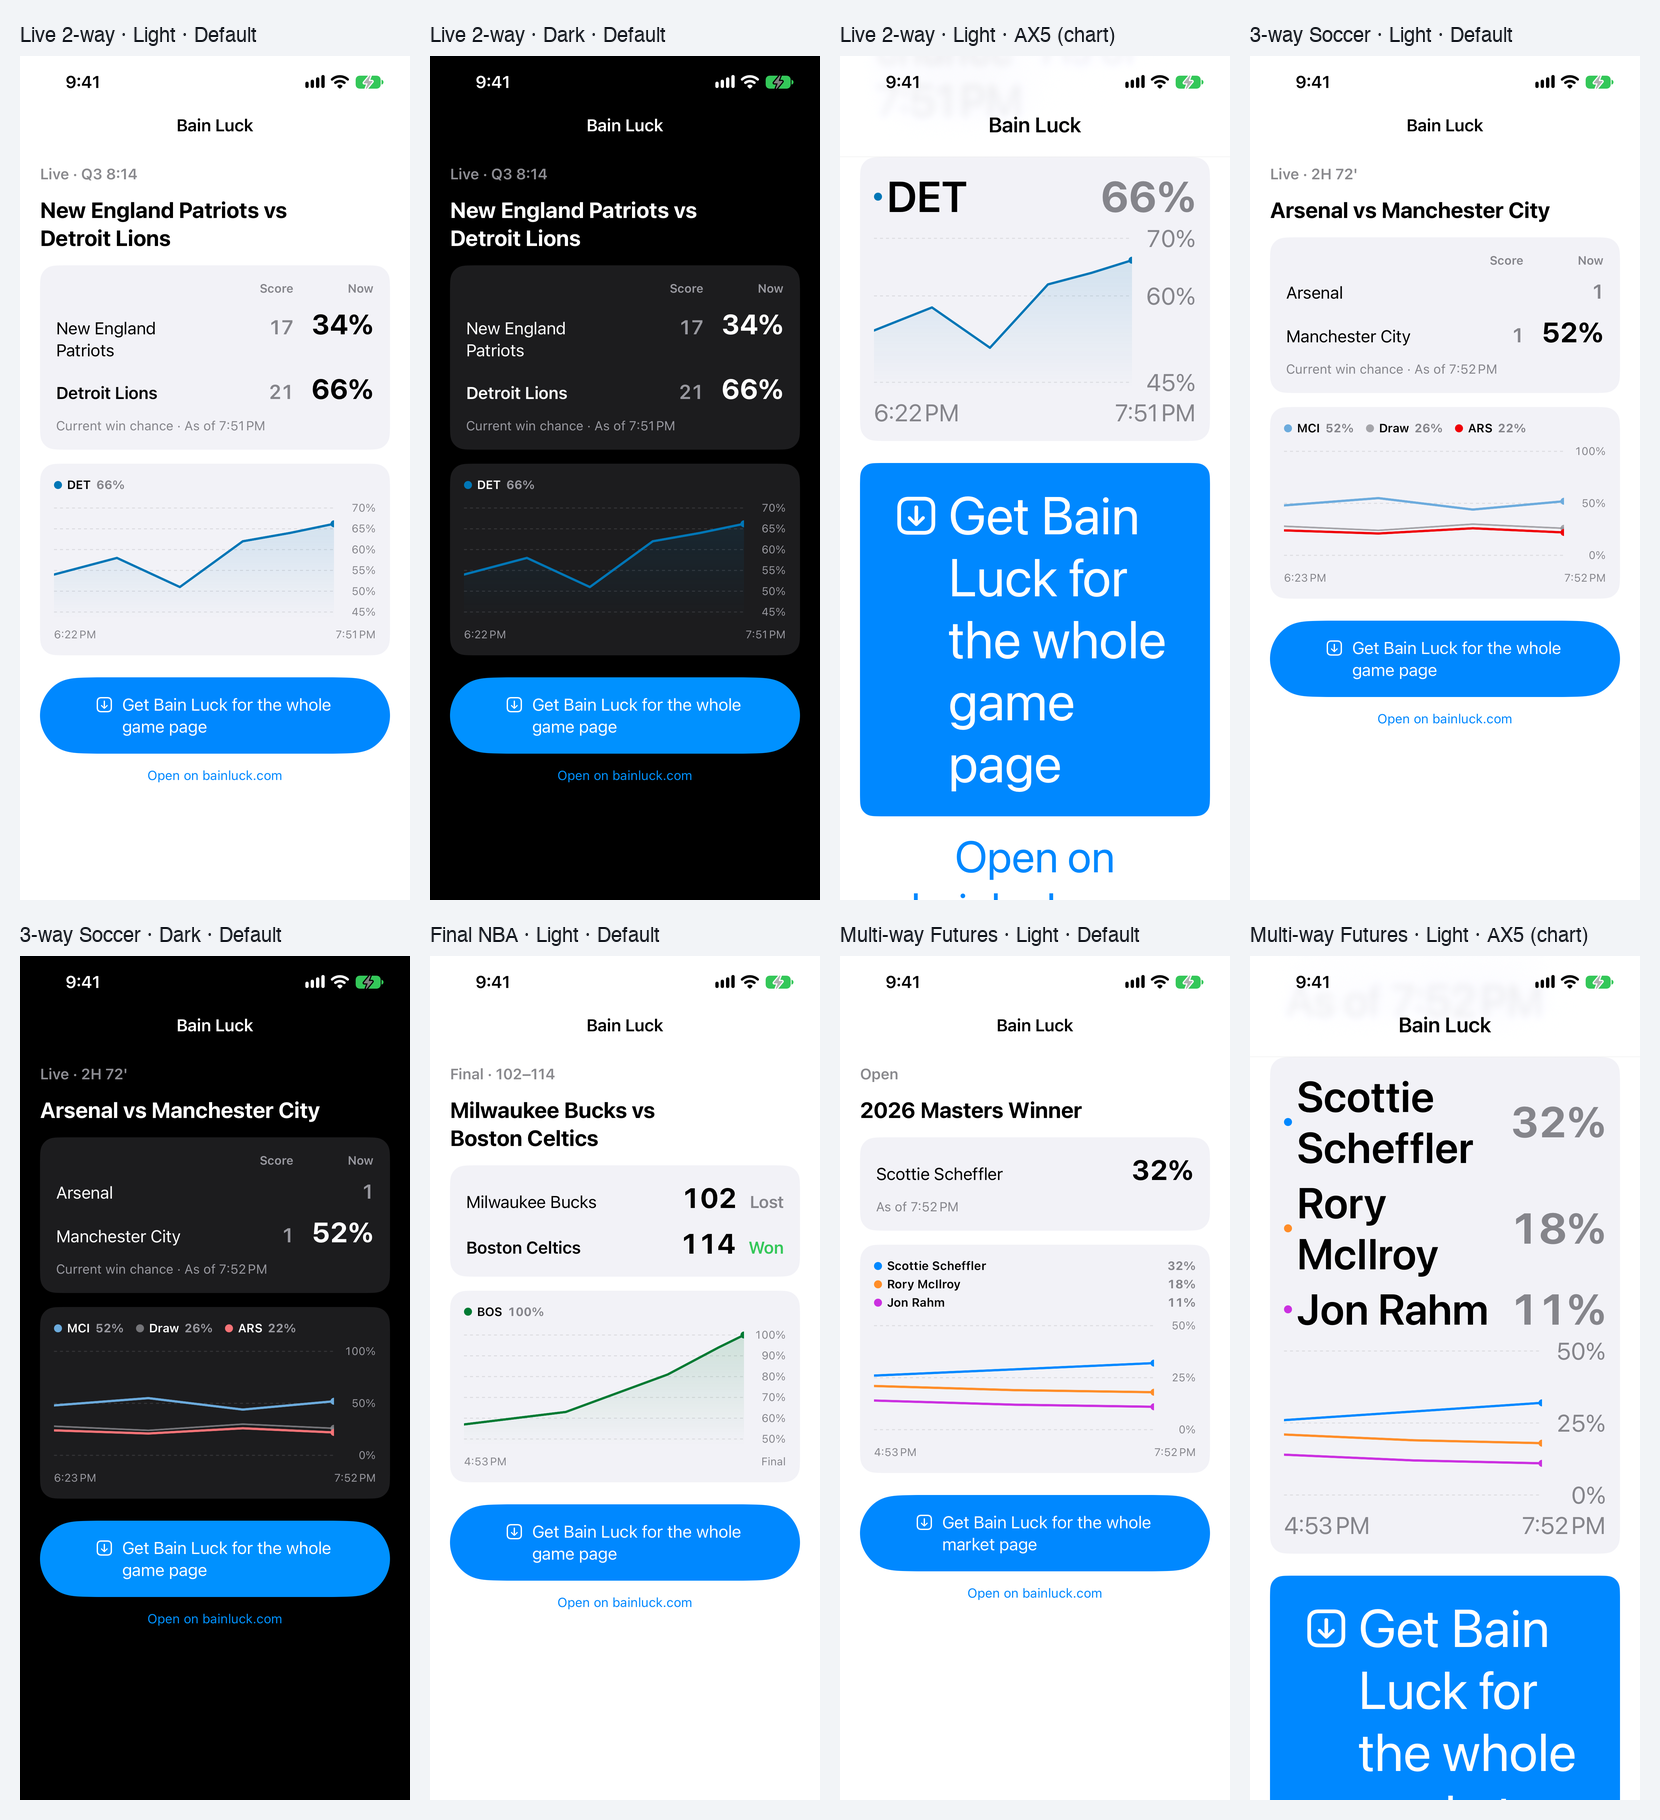 Live 2-way · Light · Default
9:41
Bain Luck
Live · Q3 8:14
New England Patriots vs
Detroit Lions
Score Now
New England
Patriots
17 34%
Detroit Lions 21 66%
Current win chance · As of 7:51 PM
DET 66%
70%
65%
60%
55%
50%
45%
6:22 PM 7:51 PM
Get Bain Luck for the whole
game page
Open on bainluck.com
Live 2-way · Dark · Default
9:41
Bain Luck
Live · Q3 8:14
New England Patriots vs
Detroit Lions
Score Now
New England
Patriots
17 34%
Detroit Lions 21 66%
Current win chance · As of 7:51 PM
DET 66%
70%
65%
60%
55%
50%
45%
6:22 PM 7:51 PM
Get Bain Luck for the whole
game page
Open on bainluck.com
Live 2-way · Light · AX5 (chart)
9:41
7:51 PM
Bain Luck
DET 66%
70%
60%
45%
6:22 PM 7:51 PM
Get Bain
Luck for
the whole
game
page
Open on
3-way Soccer · Light · Default
9:41
Bain Luck
Live · 2H 72'
Arsenal vs Manchester City
Score Now
Arsenal 1
Manchester City 1 52%
Current win chance · As of 7:52 PM
MCI 52% Draw 26% ARS 22%
100%
50%
0%
6:23 PM 7:52 PM
Get Bain Luck for the whole
game page
Open on bainluck.com
3-way Soccer · Dark · Default
9:41
Bain Luck
Live · 2H 72'
Arsenal vs Manchester City
Score Now
Arsenal 1
Manchester City 1 52%
Current win chance · As of 7:52 PM
MCI 52% Draw 26% ARS 22%
100%
50%
0%
6:23 PM 7:52 PM
Get Bain Luck for the whole
game page
Open on bainluck.com
Final NBA · Light · Default
9:41
Bain Luck
Final · 102–114
Milwaukee Bucks vs
Boston Celtics
Milwaukee Bucks 102 Lost
Boston Celtics 114 Won
BOS 100%
100%
90%
80%
70%
60%
50%
4:53 PM Final
Get Bain Luck for the whole
game page
Open on bainluck.com
Multi-way Futures · Light · Default
9:41
Bain Luck
Open
2026 Masters Winner
Scottie Scheffler 32%
As of 7:52 PM
Scottie Scheffler 32%
Rory McIlroy 18%
Jon Rahm 11%
50%
25%
0%
4:53 PM 7:52 PM
Get Bain Luck for the whole
market page
Open on bainluck.com
Multi-way Futures · Light · AX5 (chart)
9:41
As of 7:52 PM
Bain Luck
Scottie
Scheffler
32%
Rory
McIlroy
18%
Jon Rahm 11%
50%
25%
0%
4:53 PM 7:52 PM
Get Bain
Luck for
the whole